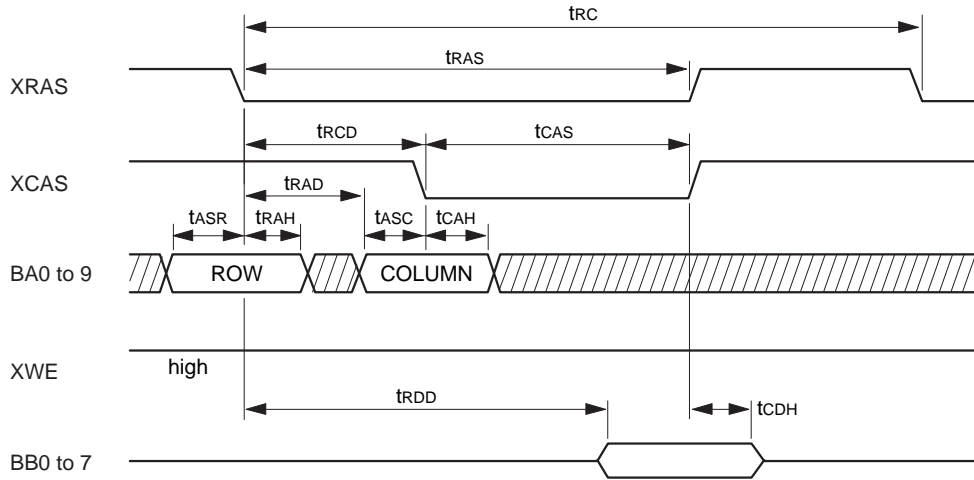 tRC
tRAS
XRAS
tRCD tCAS
XCAS
tRAD
tASR tRAH tASC tCAH
BA0 to 9 ROW COLUMN
XWE high
tRDD tCDH
BB0 to 7